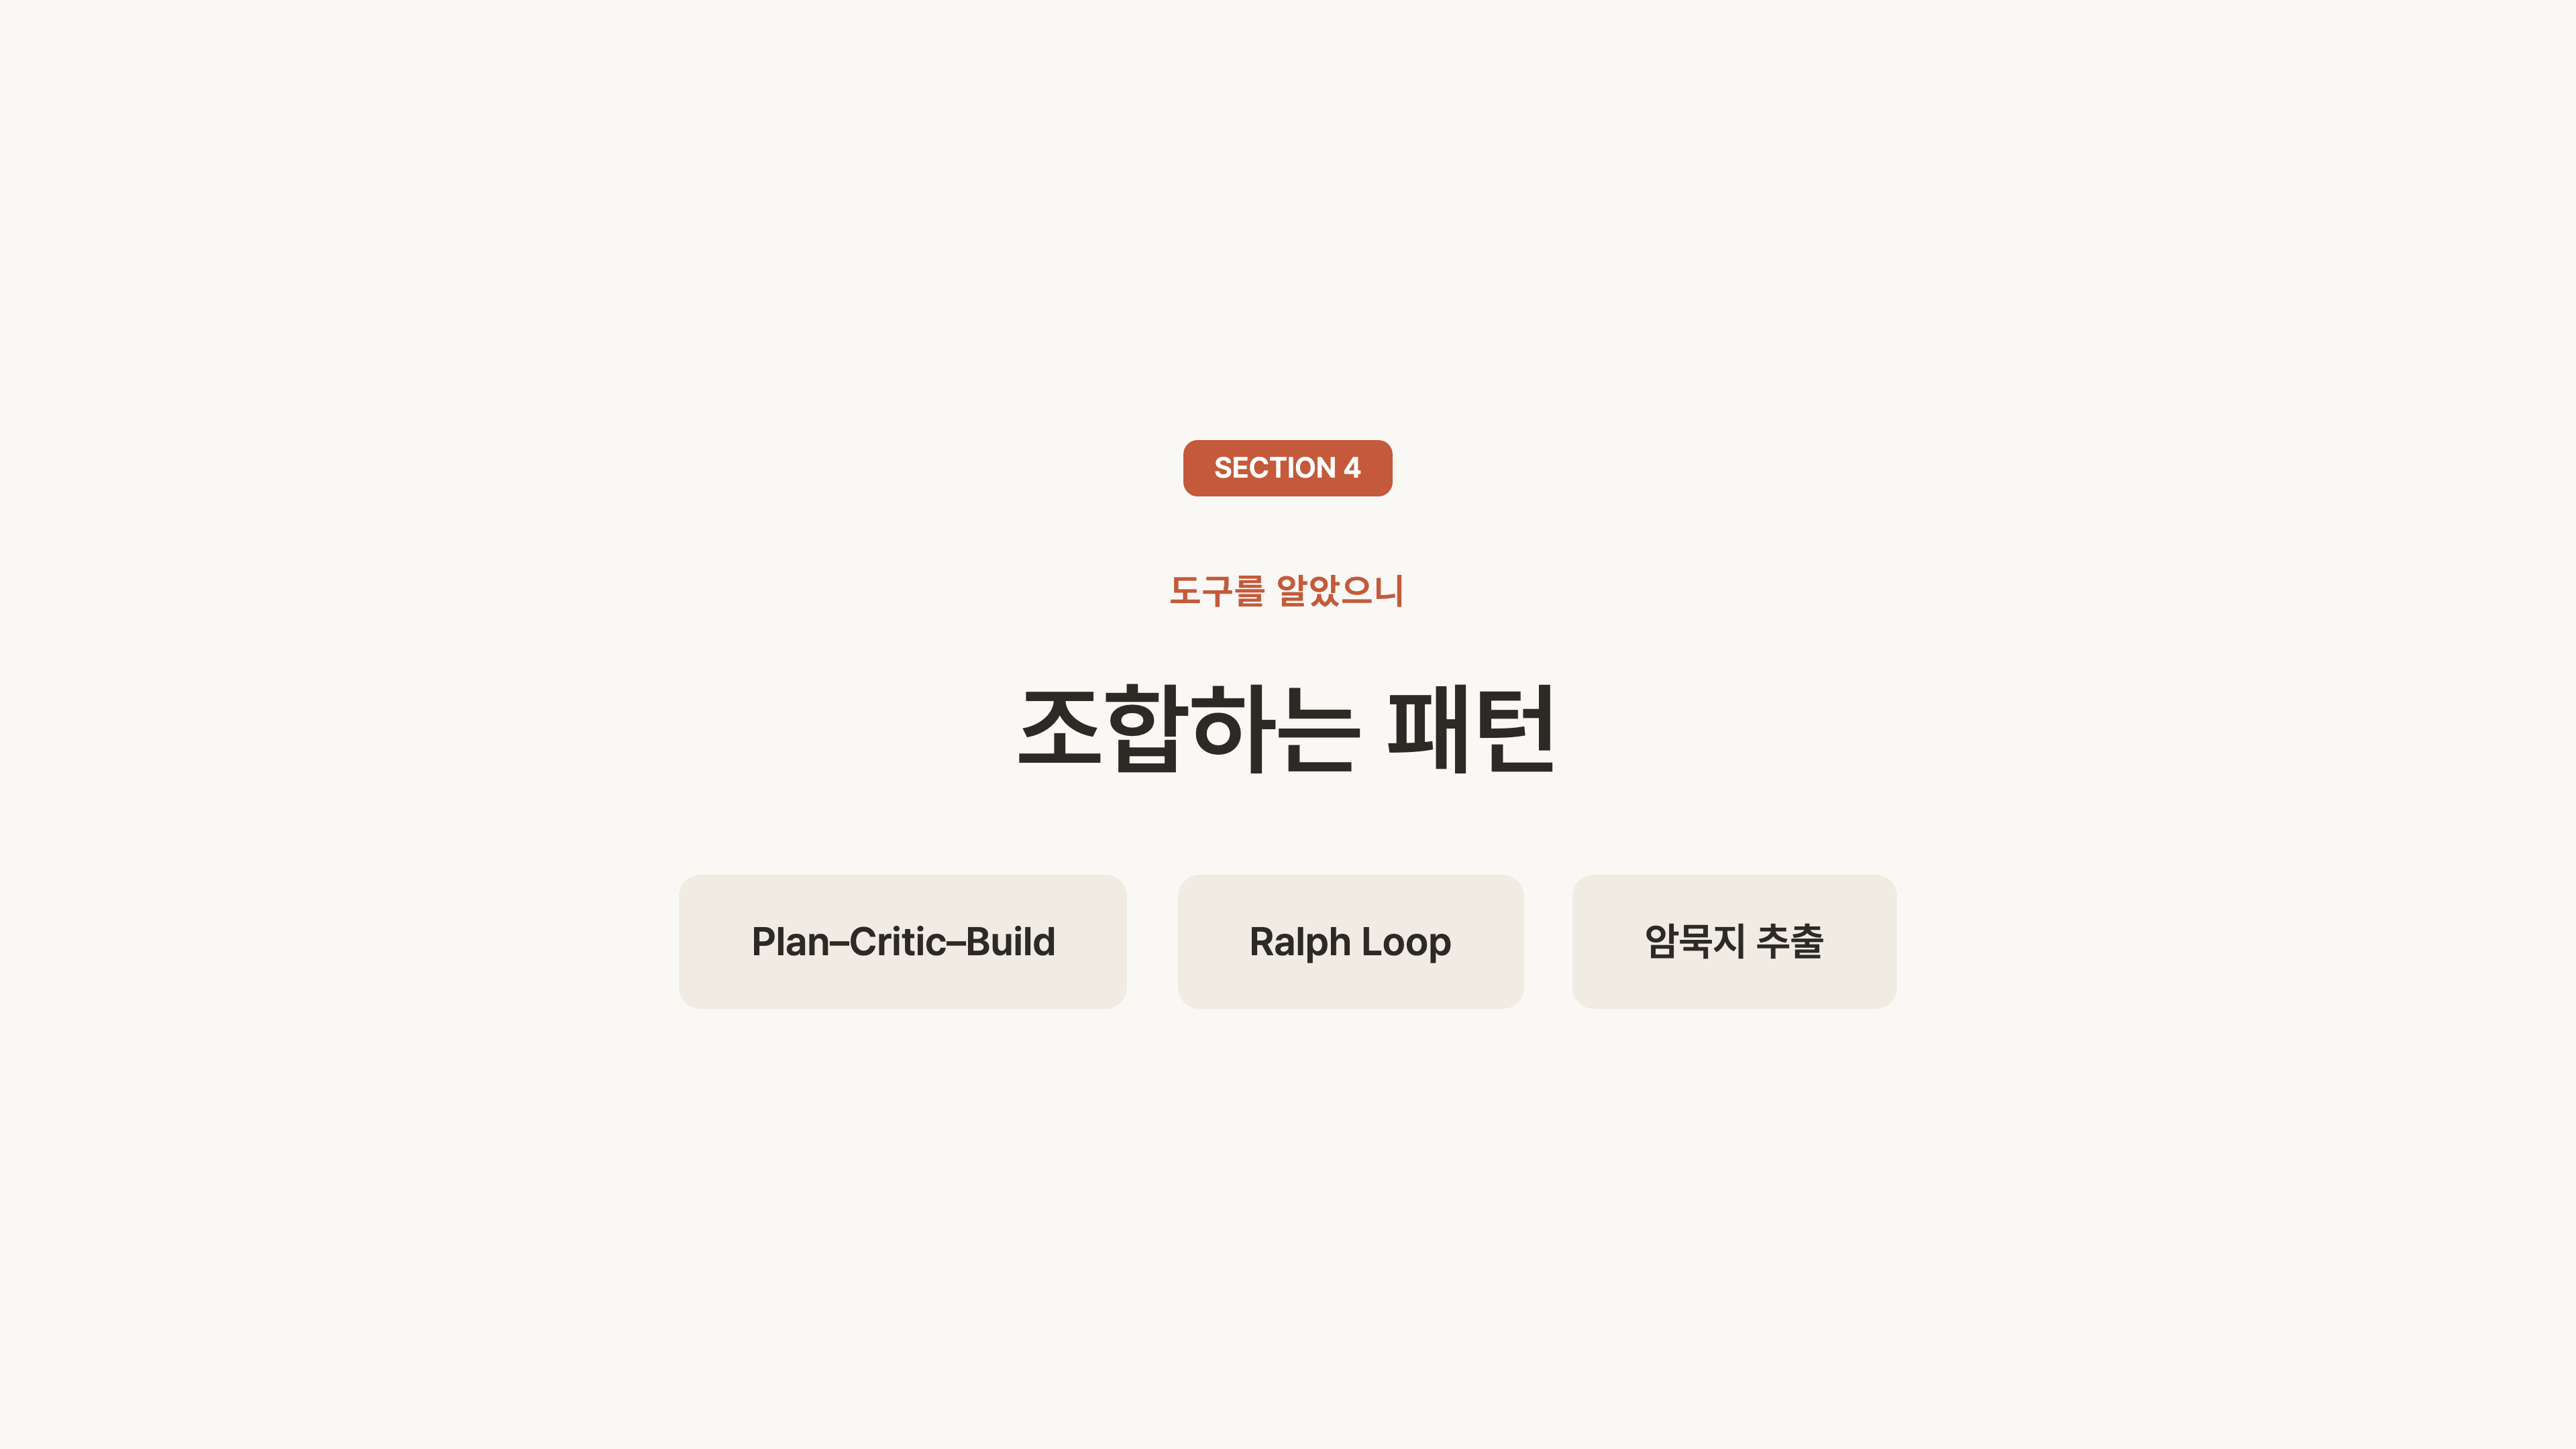 SECTION 4
도구를 알았으니
조합하는 패턴
Plan–Critic–Build
Ralph Loop
암묵지 추출